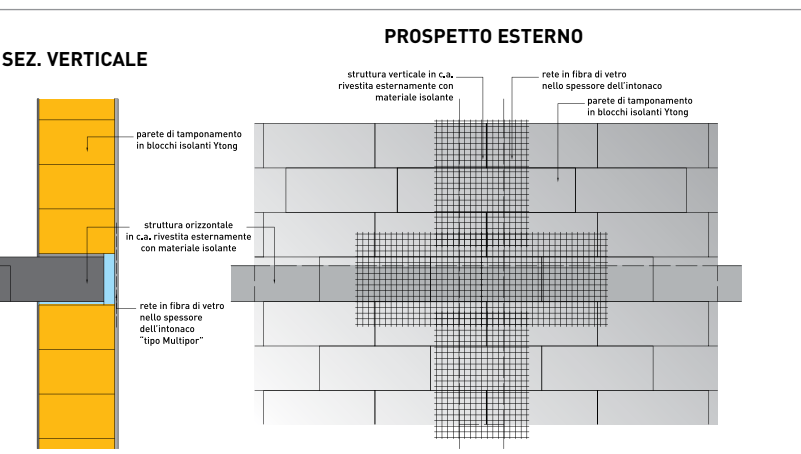 PROSPETTO ESTERNO
SEZ. VERTICALE
struttura verticale in c.a.
rivestita esternamente con
materiale isolante
rete in fibra di vetro
nello spessore dell'intonaco
parete di tamponamento
in blocchi isolanti Ytong
parete di tamponamento
in blocchi isolanti Ytong
struttura orizzontale
in c.a. rivestita esternamente
con materiale isolante
rete in fibra di vetro
nello spessore
dell'intonaco
"tipo Multipor"